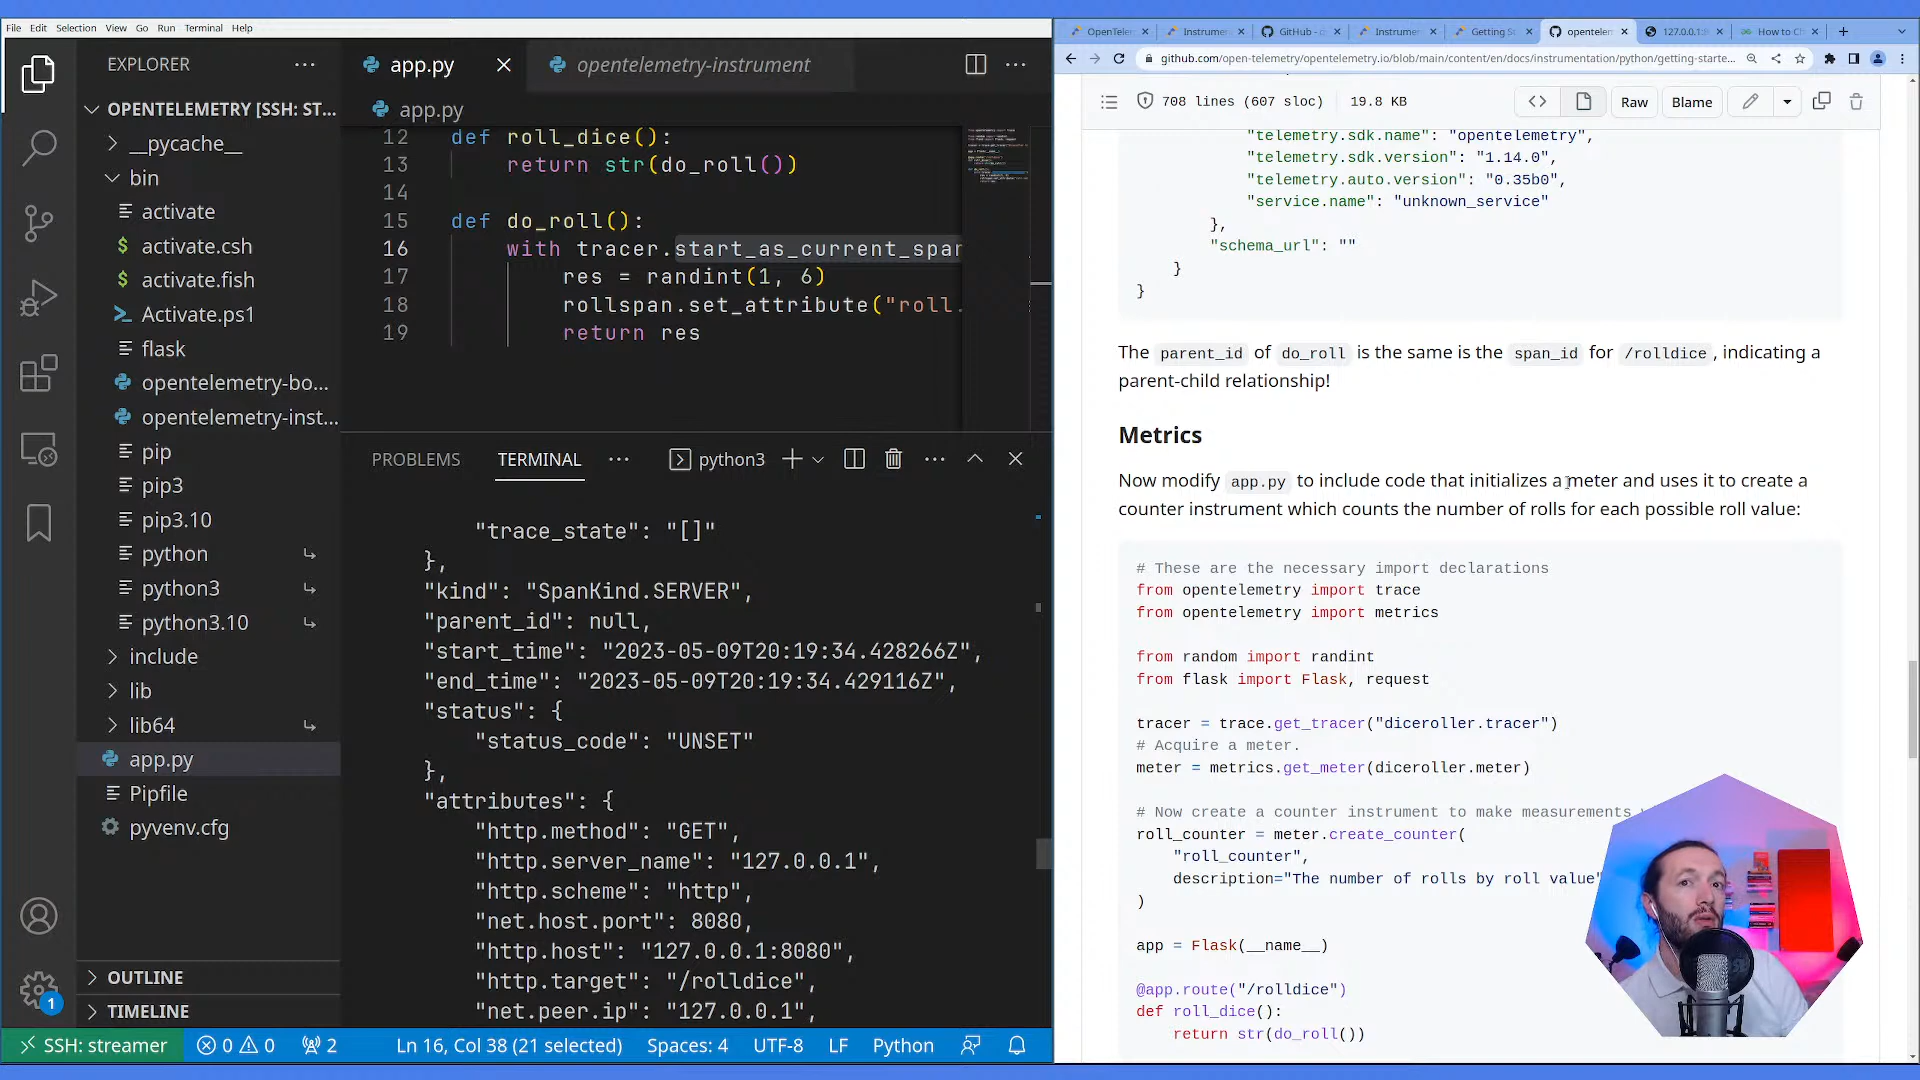 File Edit Selection View Go Run Terminal Help
EXPLORER
OPENTELEMETRY [SSH: ST...
__pycache__
bin
activate
activate.csh
activate.fish
Activate.ps1
flask
opentelemetry-bo...
opentelemetry-inst...
pip
pip3
pip3.10
python
python3
python3.10
include
lib
lib64
app.py
Pipfile
pyvenv.cfg
OUTLINE
TIMELINE
1
app.py
opentelemetry-instrument
app.py
12 def roll_dice():
13 return str(do_roll())
14
15 def do_roll():
16 with tracer.start_as_current_span
17 res = randint(1, 6)
18 rollspan.set_attribute("roll.
19 return res
PROBLEMS TERMINAL python3
"trace_state": "[]"
},
"kind": "SpanKind.SERVER",
"parent_id": null,
"start_time": "2023-05-09T20:19:34.428266Z",
"end_time": "2023-05-09T20:19:34.429116Z",
"status": {
"status_code": "UNSET"
},
"attributes": {
"http.method": "GET",
"http.server_name": "127.0.0.1",
"http.scheme": "http",
"net.host.port": 8080,
"http.host": "127.0.0.1:8080",
"http.target": "/rolldice",
"net.peer.ip": "127.0.0.1",
SSH: streamer 0 0 2 Ln 16, Col 38 (21 selected) Spaces: 4 UTF-8 LF Python
OpenTele Instrumen GitHub - Instrumen Getting St opentelem 127.0.0.1: How to C
github.com/open-telemetry/opentelemetry.io/blob/main/content/en/docs/instrumentation/python/getting-starte...
708 lines (607 sloc) 19.8 KB Raw Blame
"telemetry.sdk.name": "opentelemetry",
"telemetry.sdk.version": "1.14.0",
"telemetry.auto.version": "0.35b0",
"service.name": "unknown_service"
},
"schema_url": ""
}
}
The parent_id of do_roll is the same is the span_id for /rolldice, indicating a
parent-child relationship!
Metrics
Now modify app.py to include code that initializes a meter and uses it to create a
counter instrument which counts the number of rolls for each possible roll value:
# These are the necessary import declarations
from opentelemetry import trace
from opentelemetry import metrics
from random import randint
from flask import Flask, request
tracer = trace.get_tracer("diceroller.tracer")
# Acquire a meter.
meter = metrics.get_meter(diceroller.meter)
# Now create a counter instrument to make measurements
roll_counter = meter.create_counter(
"roll_counter",
description="The number of rolls by roll value"
)
app = Flask(__name__)
@app.route("/rolldice")
def roll_dice():
return str(do_roll())